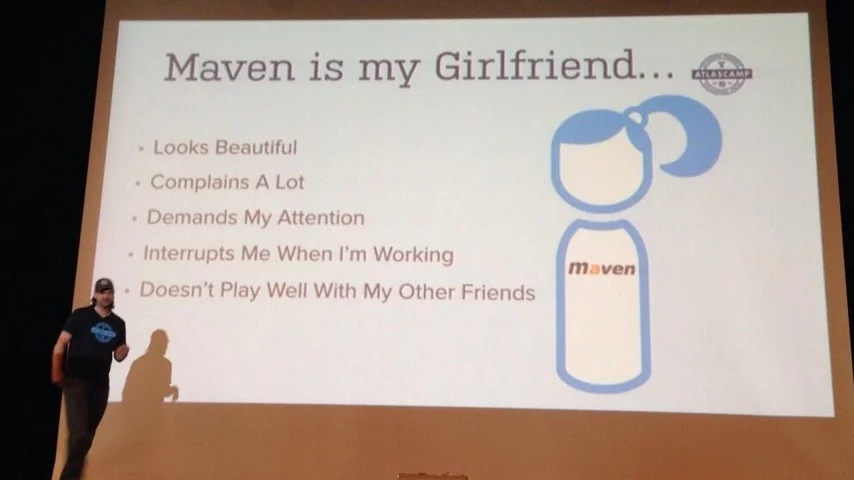 Maven is my Girlfriend...
ATLASCAMP
• Looks Beautiful
• Complains A Lot
• Demands My Attention
• Interrupts Me When I'm Working
• Doesn't Play Well With My Other Friends
maven